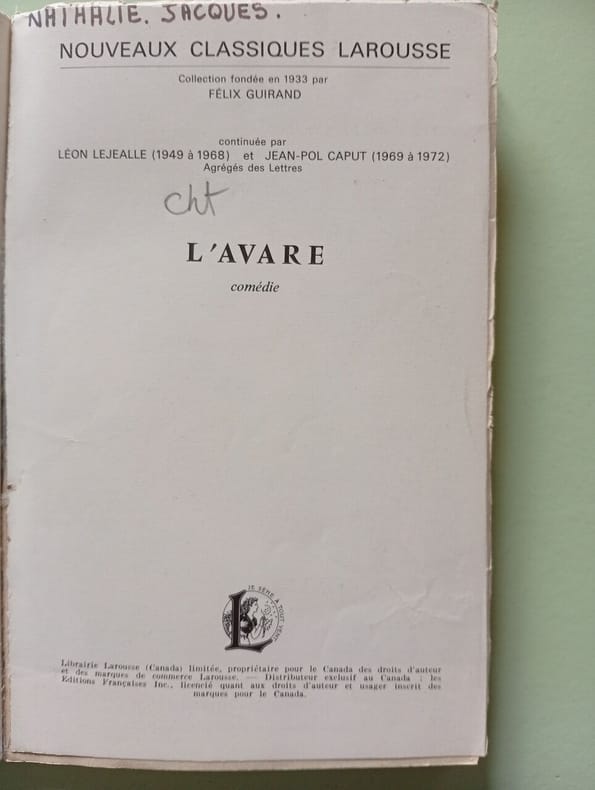 NATHALIE. JACQUES.
NOUVEAUX CLASSIQUES LAROUSSE
Collection fondée en 1933 par
FÉLIX GUIRAND
continuée par
LÉON LEJEALLE (1949 à 1968) et JEAN-POL CAPUT (1969 à 1972)
Agrégés des Lettres
cht
L'AVARE
comédie
JE SÈME À TOUT VENT
L
Librairie Larousse (Canada) limitée, propriétaire pour le Canada des droits d'auteur
et des marques de commerce Larousse. — Distributeur exclusif au Canada : les
Editions Françaises Inc., licencié quant aux droits d'auteur et usager inscrit des
marques pour le Canada.